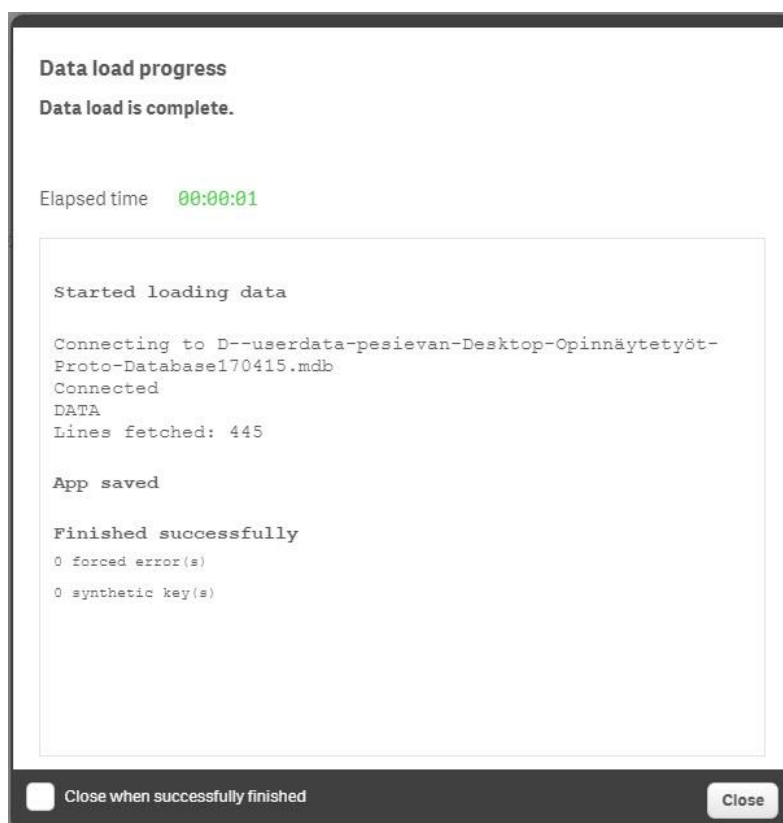 Data load progress
Data load is complete.
Elapsed time 00:00:01
Started loading data
Connecting to D--userdata-pesievan-Desktop-Opinnäytetyöt-
Proto-Database170415.mdb
Connected
DATA
Lines fetched: 445
App saved
Finished successfully
0 forced error(s)
0 synthetic key(s)
Close when successfully finished
Close